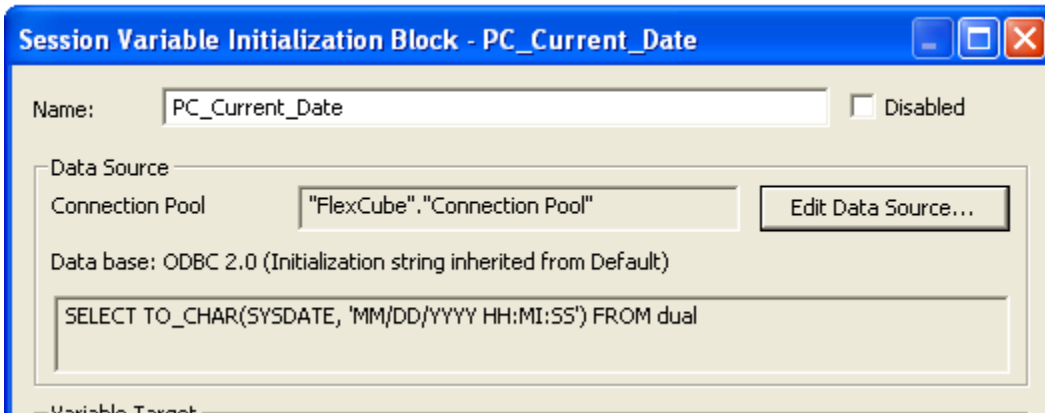 Session Variable Initialization Block - PC_Current_Date
Name: PC_Current_Date Disabled
Data Source
Connection Pool "FlexCube"."Connection Pool" Edit Data Source...
Data base: ODBC 2.0 (Initialization string inherited from Default)
SELECT TO_CHAR(SYSDATE, 'MM/DD/YYYY HH:MI:SS') FROM dual
Variable Target